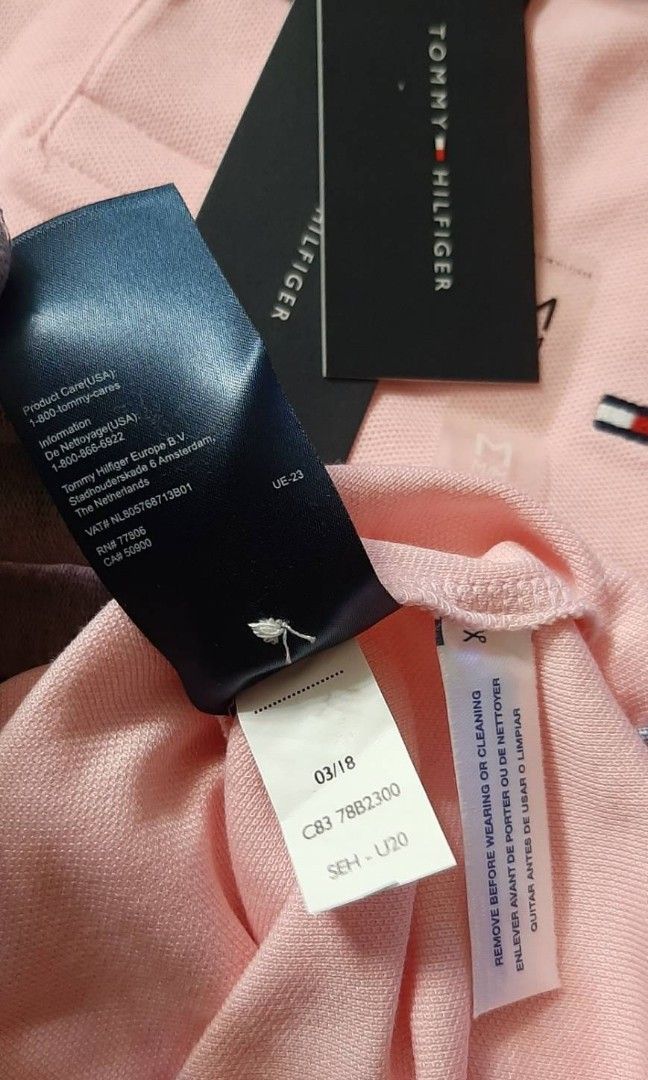 TOMMY HILFIGER
HILFIGER
Product Care(USA):
1-800-tommy-cares
Information
De Nettoyage(USA):
1-800-866-6922
Tommy Hilfiger Europe B.V.
Stadhouderskade 6 Amsterdam,
The Netherlands
VAT# NL805768713B01
RN# 77806
CA# 50900
UE-23
03/18
C83 78B2300
SEH - U20
REMOVE BEFORE WEARING OR CLEANING
ENLEVER AVANT DE PORTER OU DE NETTOYER
QUITAR ANTES DE USAR O LIMPIAR